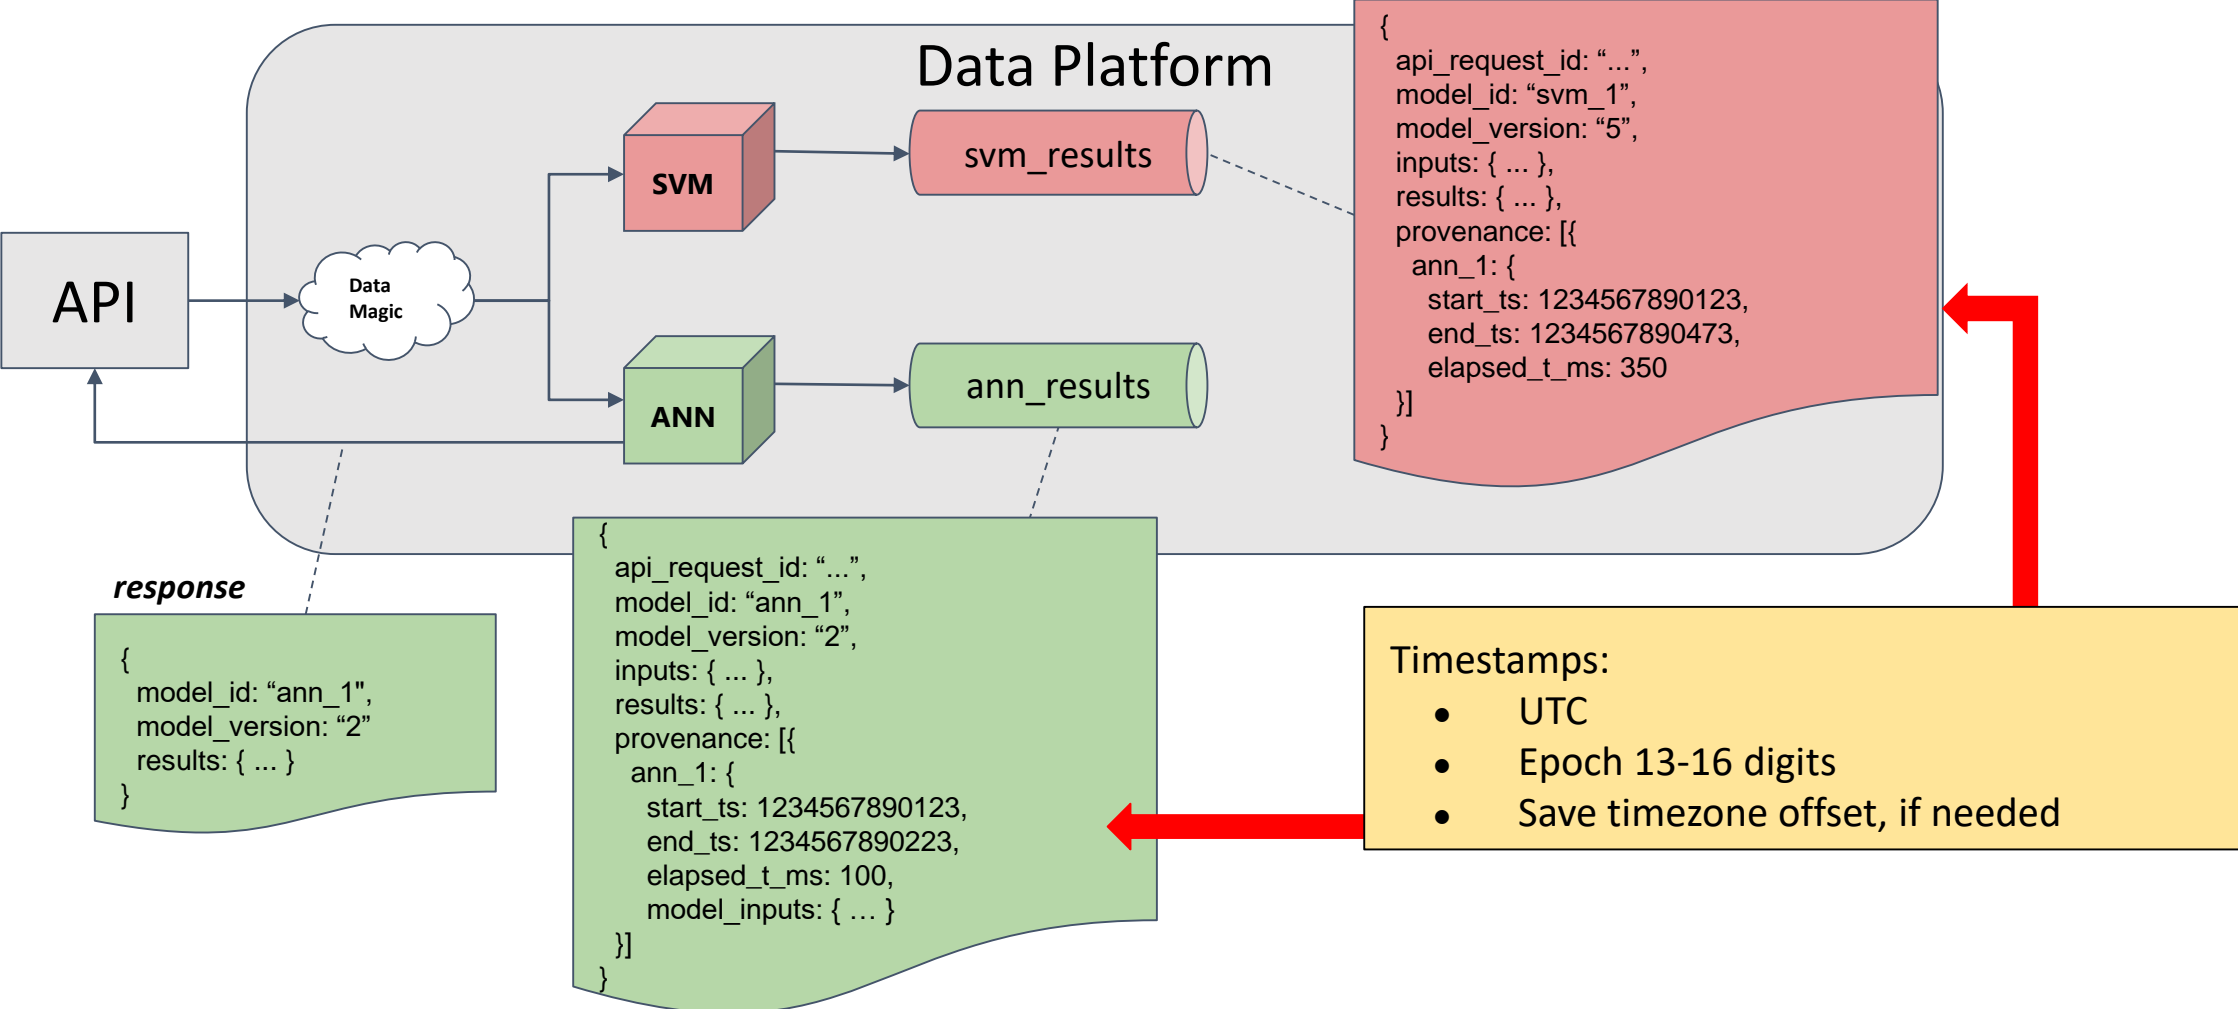 Data Platform
API
Data
Magic
SVM
svm_results
ANN
ann_results
{
api_request_id: “...”,
model_id: “svm_1”,
model_version: “5”,
inputs: { ... },
results: { ... },
provenance: [{
ann_1: {
start_ts: 1234567890123,
end_ts: 1234567890473,
elapsed_t_ms: 350
}]
}
response
{
model_id: “ann_1",
model_version: “2”
results: { ... }
}
{
api_request_id: “...”,
model_id: “ann_1”,
model_version: “2”,
inputs: { ... },
results: { ... },
provenance: [{
ann_1: {
start_ts: 1234567890123,
end_ts: 1234567890223,
elapsed_t_ms: 100,
model_inputs: { … }
}]
}
Timestamps:
● UTC
● Epoch 13-16 digits
● Save timezone offset, if needed